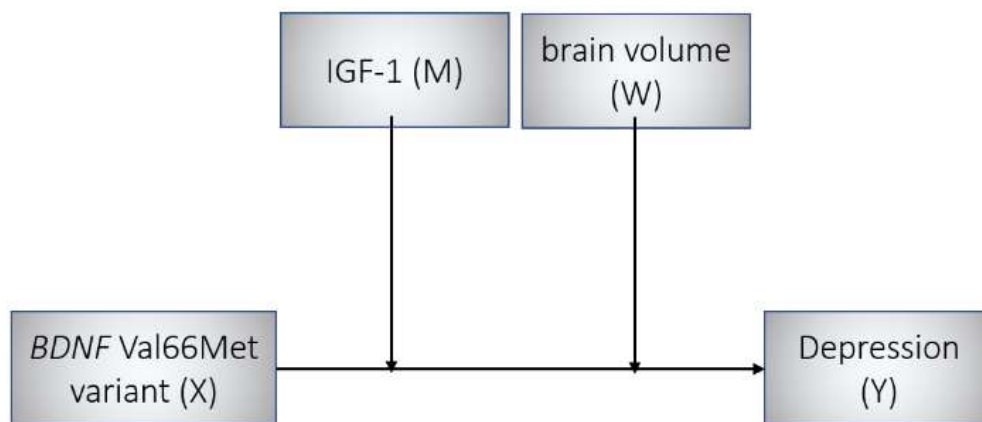 IGF-1 (M)
brain volume
(W)
BDNF Val66Met
variant (X)
Depression
(Y)